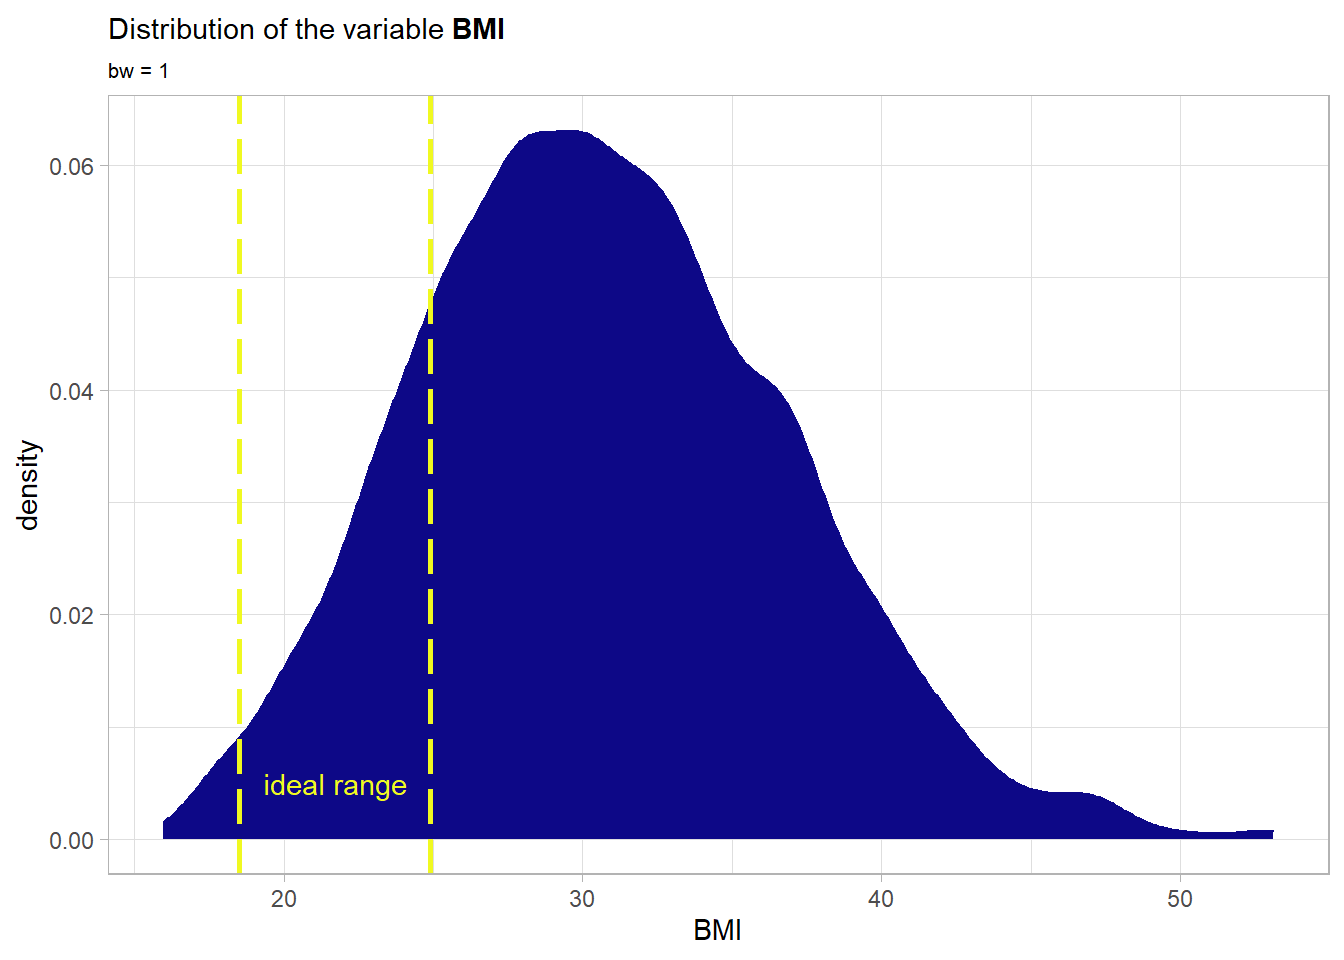 Distribution of the variable BMI
bw = 1
0.06
0.04
0.02
0.00
density
ideal range
20 30 40 50
BMI